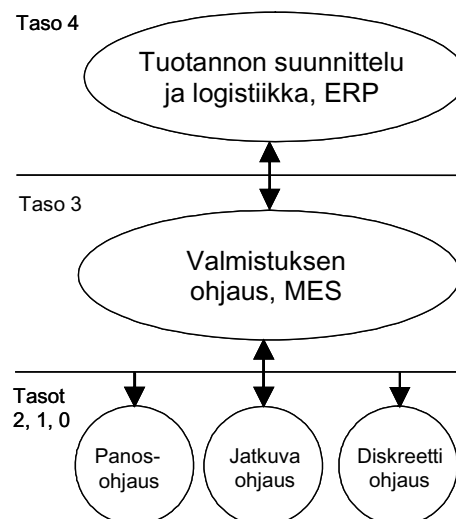 Taso 4
Tuotannon suunnittelu
ja logistiikka, ERP
Taso 3
Valmistuksen
ohjaus, MES
Tasot
2, 1, 0
Panos-
ohjaus
Jatkuva
ohjaus
Diskreetti
ohjaus